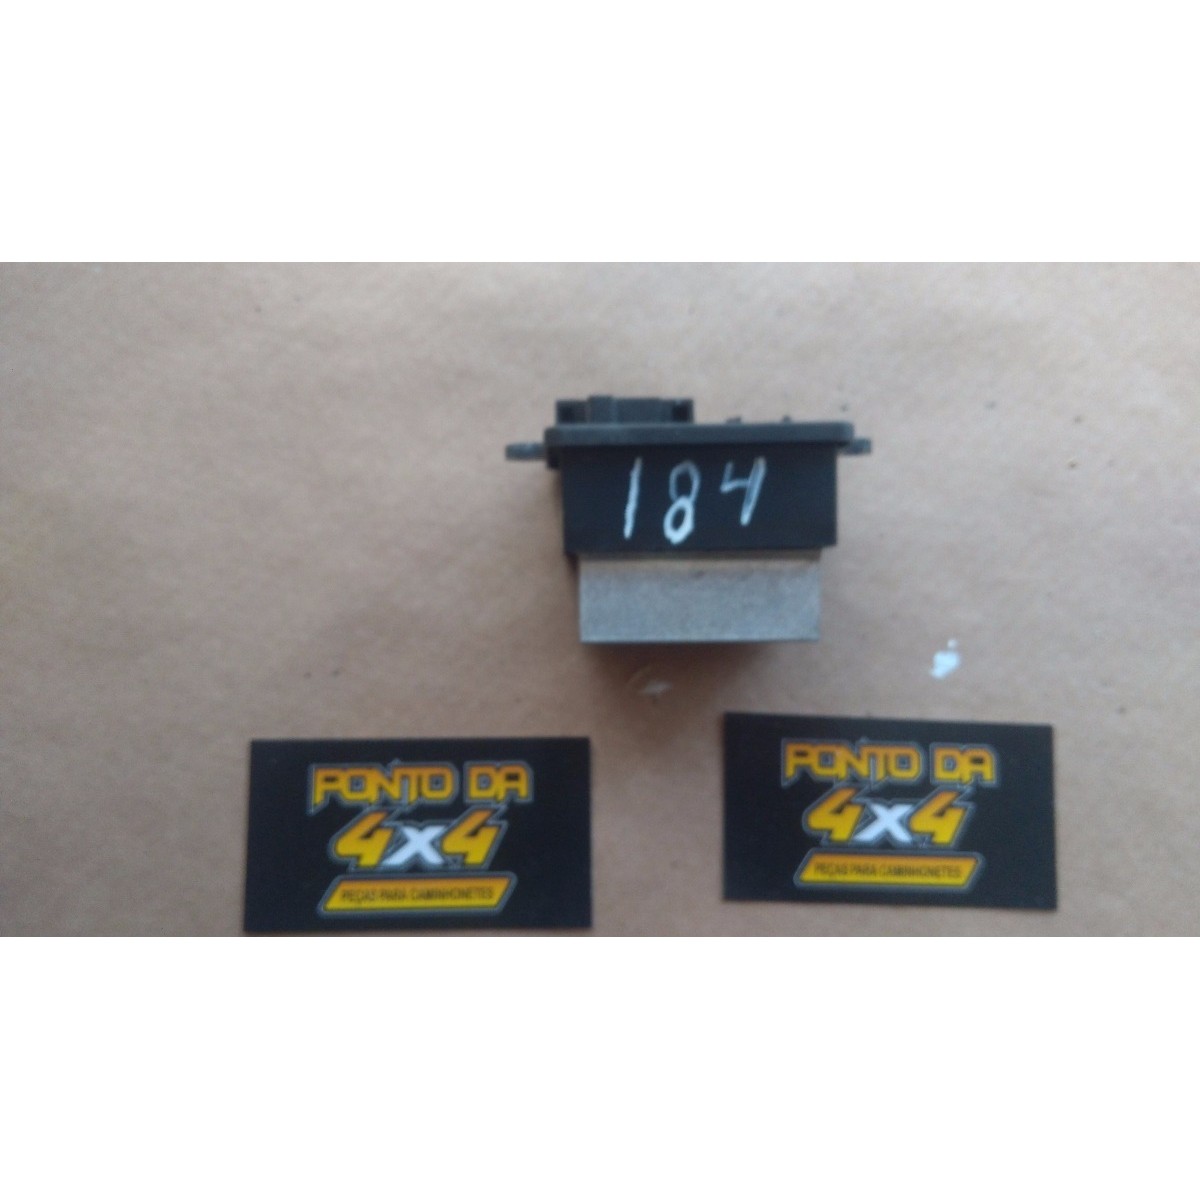 184
PONTO DA
4x4
PEÇAS PARA CAMINHONETES
PONTO DA
4x4
PEÇAS PARA CAMINHONETES